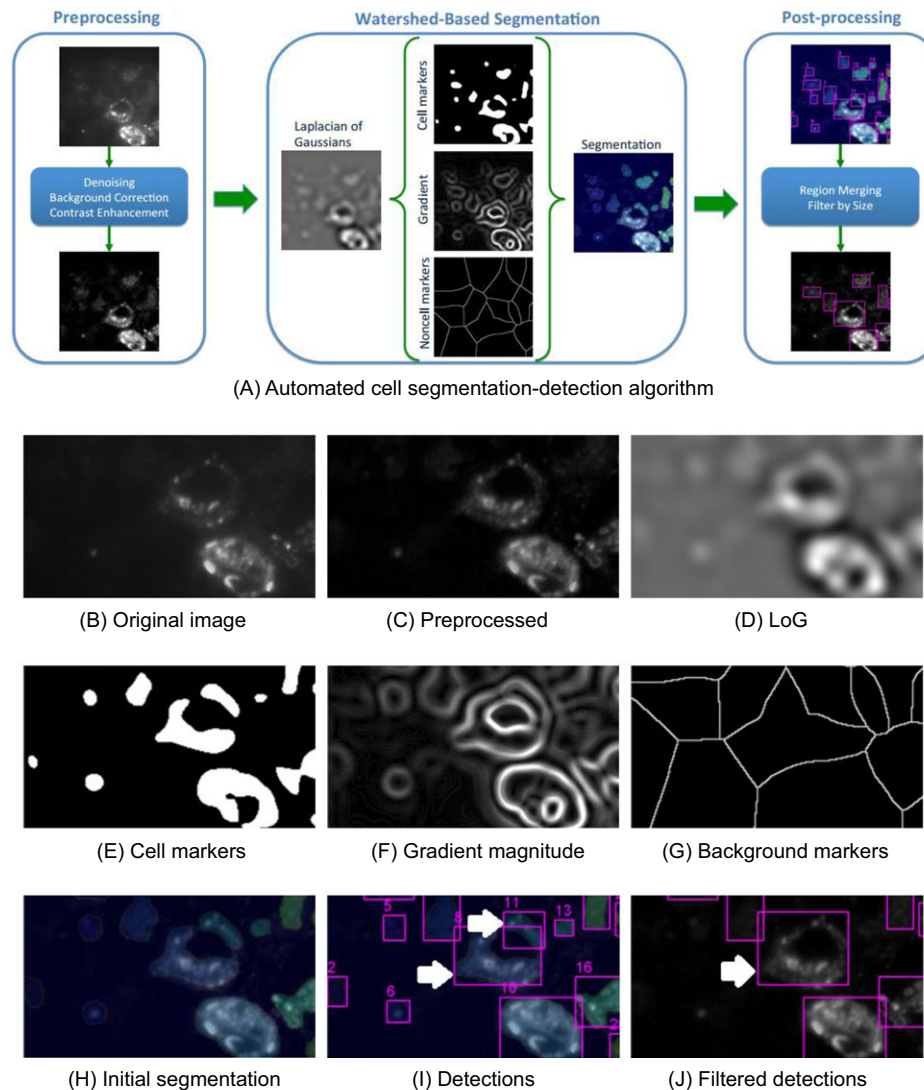 Preprocessing
Watershed-Based Segmentation
Post-processing
Denoising
Background Correction
Contrast Enhancement
Laplacian of
Gaussians
Cell markers
Gradient
Noncell markers
Segmentation
Region Merging
Filter by Size
(A) Automated cell segmentation-detection algorithm
(B) Original image
(C) Preprocessed
(D) LoG
(E) Cell markers
(F) Gradient magnitude
(G) Background markers
5
8
11
13
2
6
10
16
2
(H) Initial segmentation
(I) Detections
(J) Filtered detections